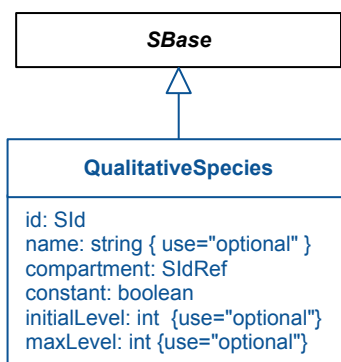 SBase
QualitativeSpecies
id: SId
name: string { use="optional" }
compartment: SIdRef
constant: boolean
initialLevel: int  {use="optional"}
maxLevel: int {use="optional"}